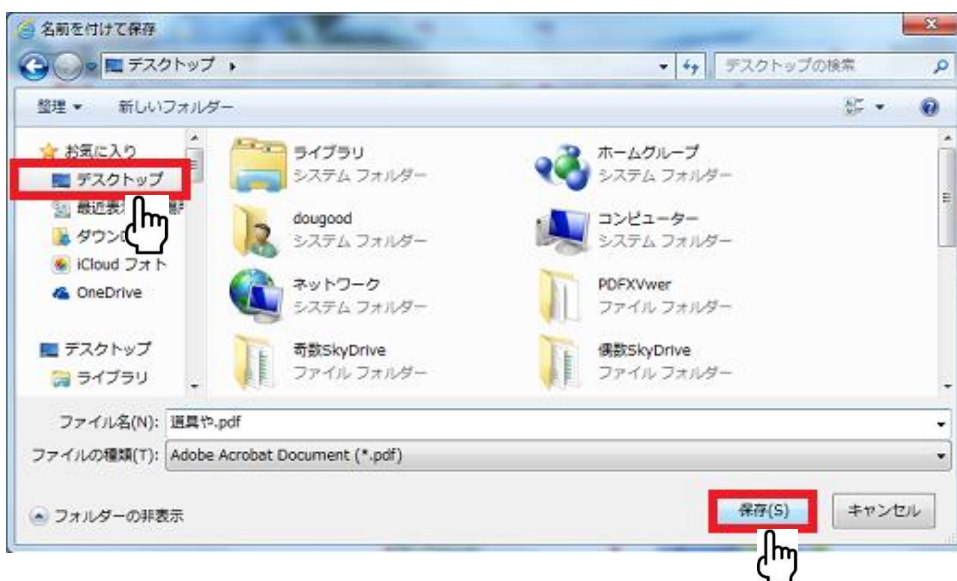 名前を付けて保存
デスクトップ
デスクトップの検索
整理
新しいフォルダー
お気に入り
デスクトップ
最近表
ダウンロ
iCloud フォト
OneDrive
デスクトップ
ライブラリ
ライブラリ
システム フォルダー
ホームグループ
システム フォルダー
dougood
システム フォルダー
コンピューター
システム フォルダー
ネットワーク
システム フォルダー
PDFXVwer
ファイル フォルダー
奇数SkyDrive
ファイル フォルダー
偶数SkyDrive
ファイル フォルダー
ファイル名(N): 道具や.pdf
ファイルの種類(T): Adobe Acrobat Document (*.pdf)
フォルダーの非表示
保存(S)
キャンセル